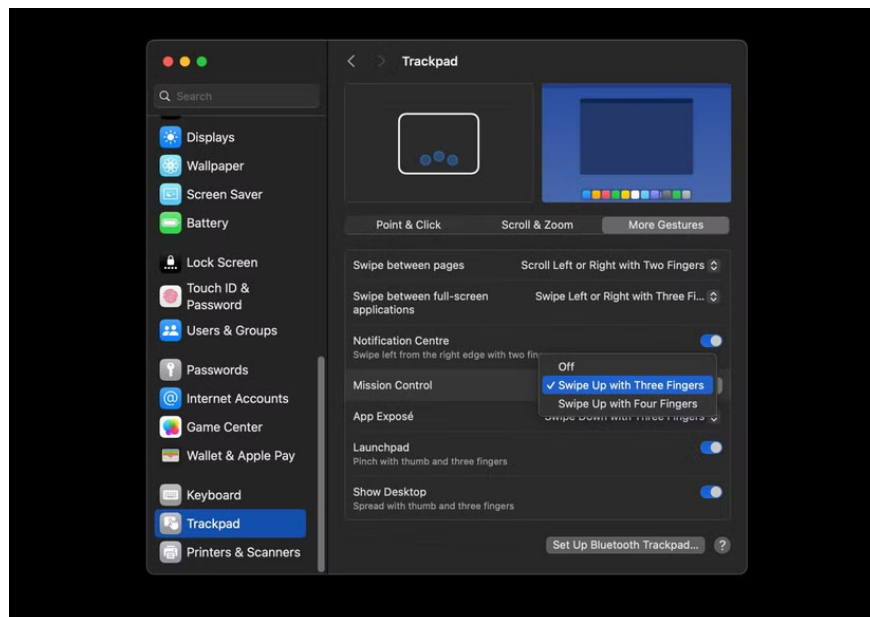 Trackpad
Search
Displays
Wallpaper
Screen Saver
Battery
Lock Screen
Touch ID &
Password
Users & Groups
Passwords
Internet Accounts
Game Center
Wallet & Apple Pay
Keyboard
Trackpad
Printers & Scanners
Point & Click
Scroll & Zoom
More Gestures
Swipe between pages
Scroll Left or Right with Two Fingers
Swipe between full-screen
applications
Swipe Left or Right with Three Fi...
Notification Centre
Swipe left from the right edge with two fin
Off
Mission Control
✓ Swipe Up with Three Fingers
Swipe Up with Four Fingers
App Exposé
Swipe Down with Three Fingers
Launchpad
Pinch with thumb and three fingers
Show Desktop
Spread with thumb and three fingers
Set Up Bluetooth Trackpad...
?